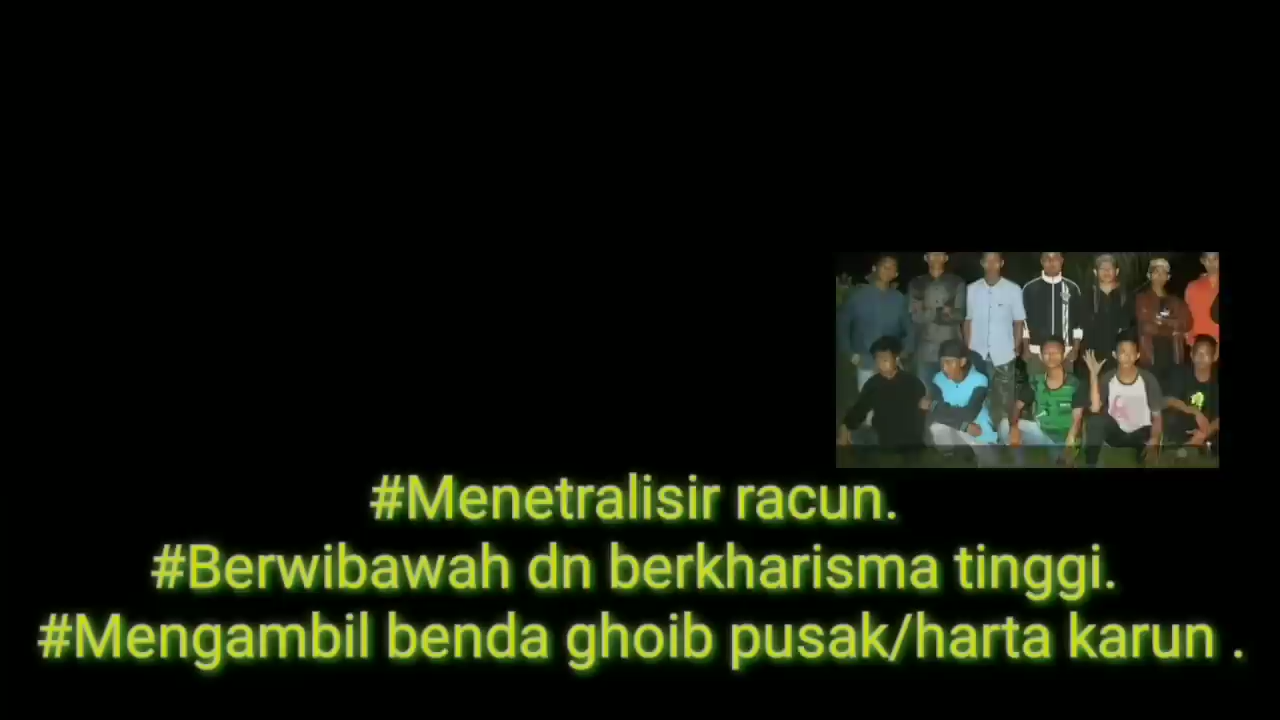 #Menetralisir racun.
#Berwibawah dn berkharisma tinggi.
#Mengambil benda ghoib pusak/harta karun .